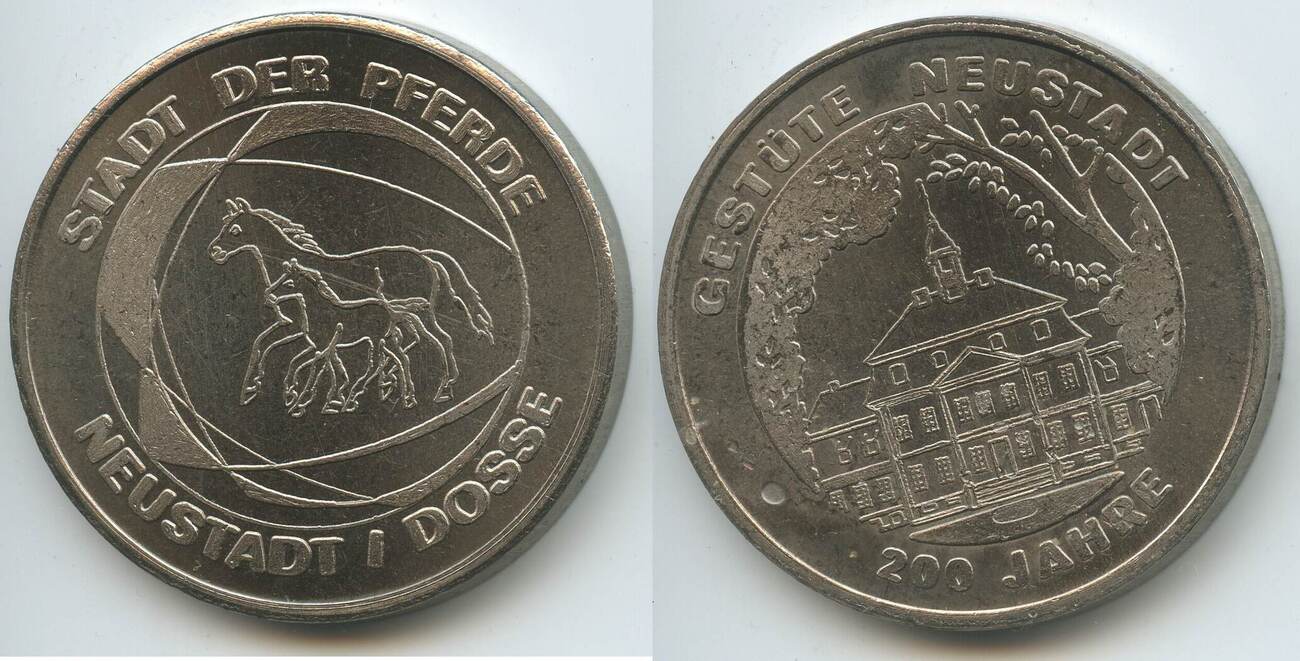 STADT DER PFERDE
NEUSTADT I DOSSE
GESTÜTE NEUSTADT
200 JAHRE